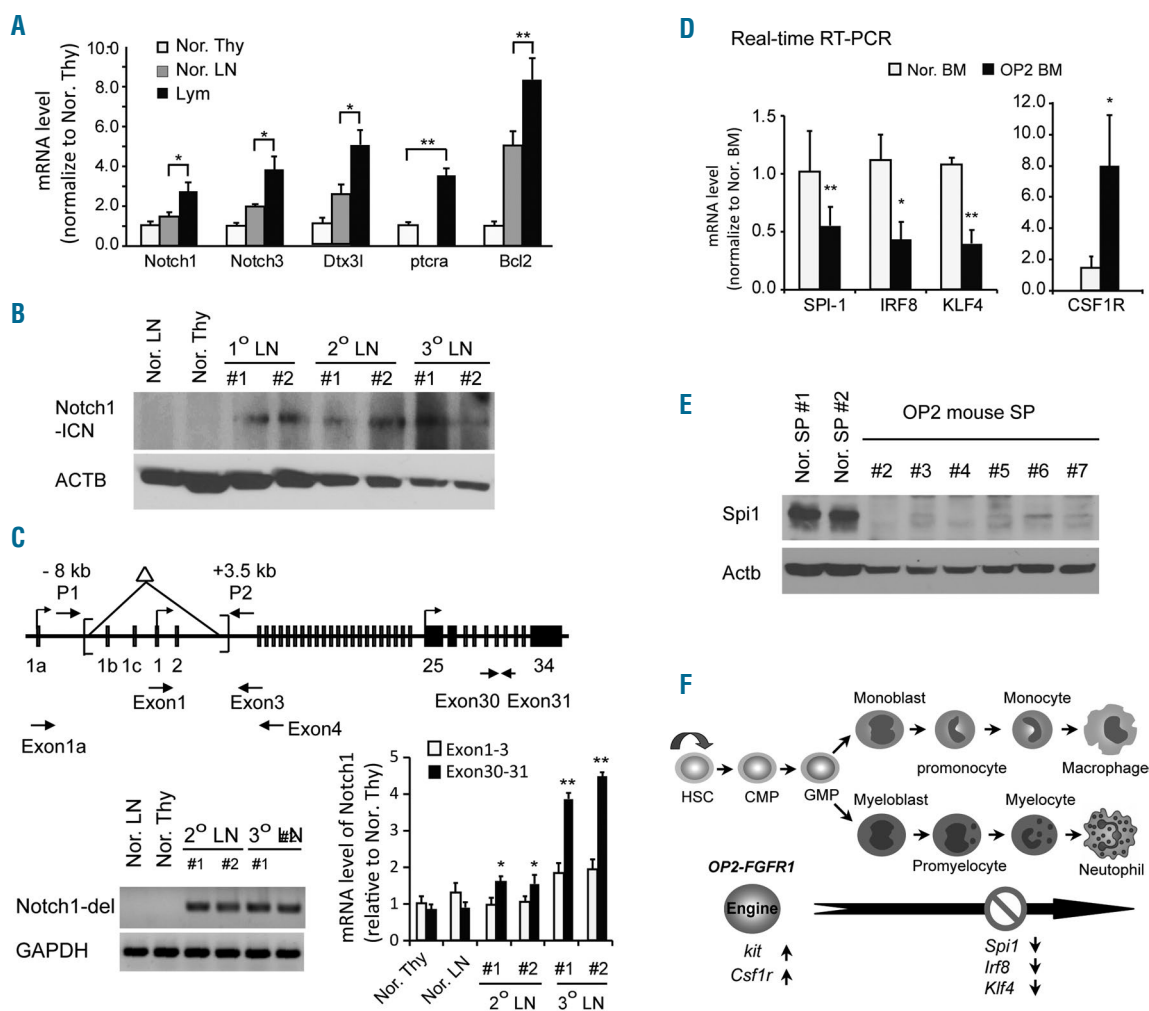 A
mRNA level
(normalize to Nor. Thy)
10.0
8.0
6.0
4.0
2.0
0.0
Nor. Thy
Nor. LN
Lym
*
*
*
**
**
Notch1
Notch3
Dtx3l
ptcra
Bcl2
B
Nor. LN
Nor. Thy
1° LN
2° LN
3° LN
#1 #2 #1 #2 #1 #2
Notch1
-ICN
ACTB
C
- 8 kb
P1
Δ
+3.5 kb
P2
1a 1b 1c 1 2 25 34
Exon1
Exon3
Exon30
Exon31
Exon1a
Exon4
Nor. LN
Nor. Thy
2° LN
3° LN
#1 #2 #1 #2
Notch1-del
GAPDH
mRNA level of Notch1
(relative to Nor. Thy)
5
4
3
2
1
0
Exon1-3
Exon30-31
* * ** **
Nor. Thy
Nor. LN
#1 #2 #1 #2
2° LN
3° LN
D
Real-time RT-PCR
Nor. BM
OP2 BM
mRNA level
(normalize to Nor. BM)
1.5
1.0
0.5
0.0
**
*
**
SPI-1
IRF8
KLF4
12.0
10.0
8.0
6.0
4.0
2.0
0.0
*
CSF1R
E
Nor. SP #1
Nor. SP #2
OP2 mouse SP
#2 #3 #4 #5 #6 #7
Spi1
Actb
F
Monoblast
Monocyte
promonocyte
Macrophage
HSC
CMP
GMP
Myeloblast
Myelocyte
Promyelocyte
Neutophil
OP2-FGFR1
Engine
kit
Csf1r
Spi1
Irf8
Klf4